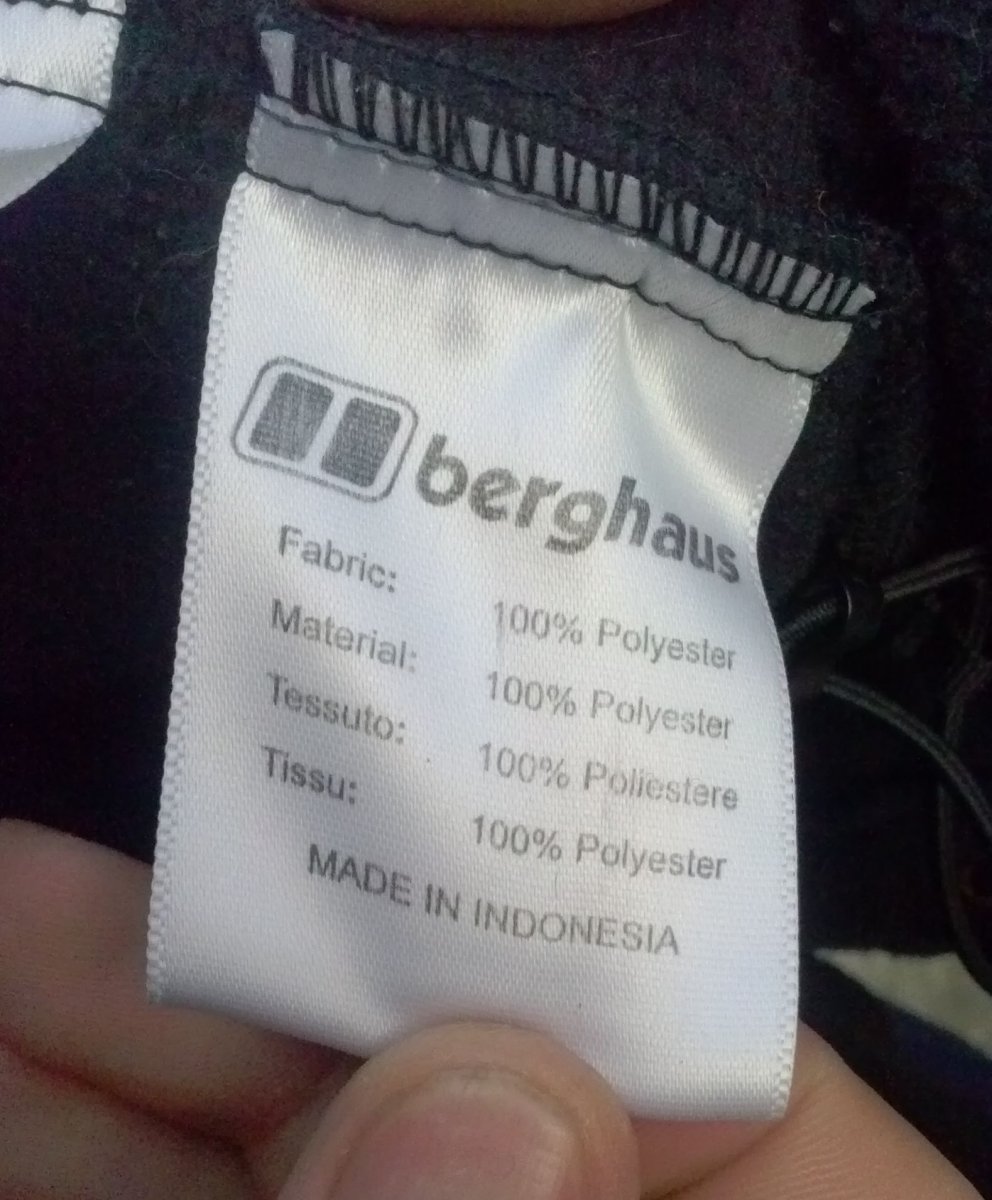 berghaus
Fabric: 100% Polyester
Material: 100% Polyester
Tessuto: 100% Poliestere
Tissu: 100% Polyester
MADE IN INDONESIA